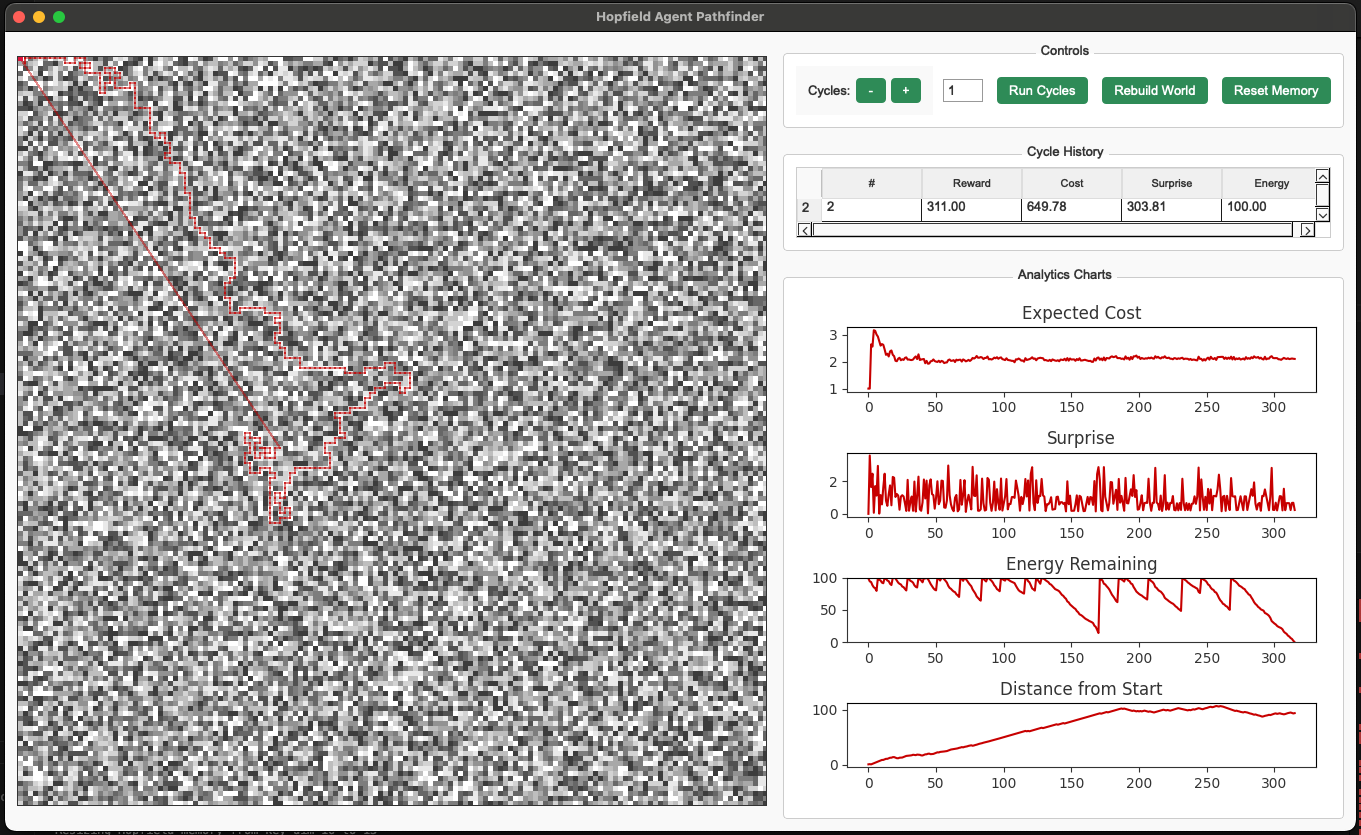 Hopfield Agent Pathfinder
Controls
Cycles: - + 1 Run Cycles Rebuild World Reset Memory
Cycle History
# Reward Cost Surprise Energy
2 2 311.00 649.78 303.81 100.00
Analytics Charts
Expected Cost
3
2
1
0 50 100 150 200 250 300
Surprise
2
0
0 50 100 150 200 250 300
Energy Remaining
100
50
0
0 50 100 150 200 250 300
Distance from Start
100
0
0 50 100 150 200 250 300